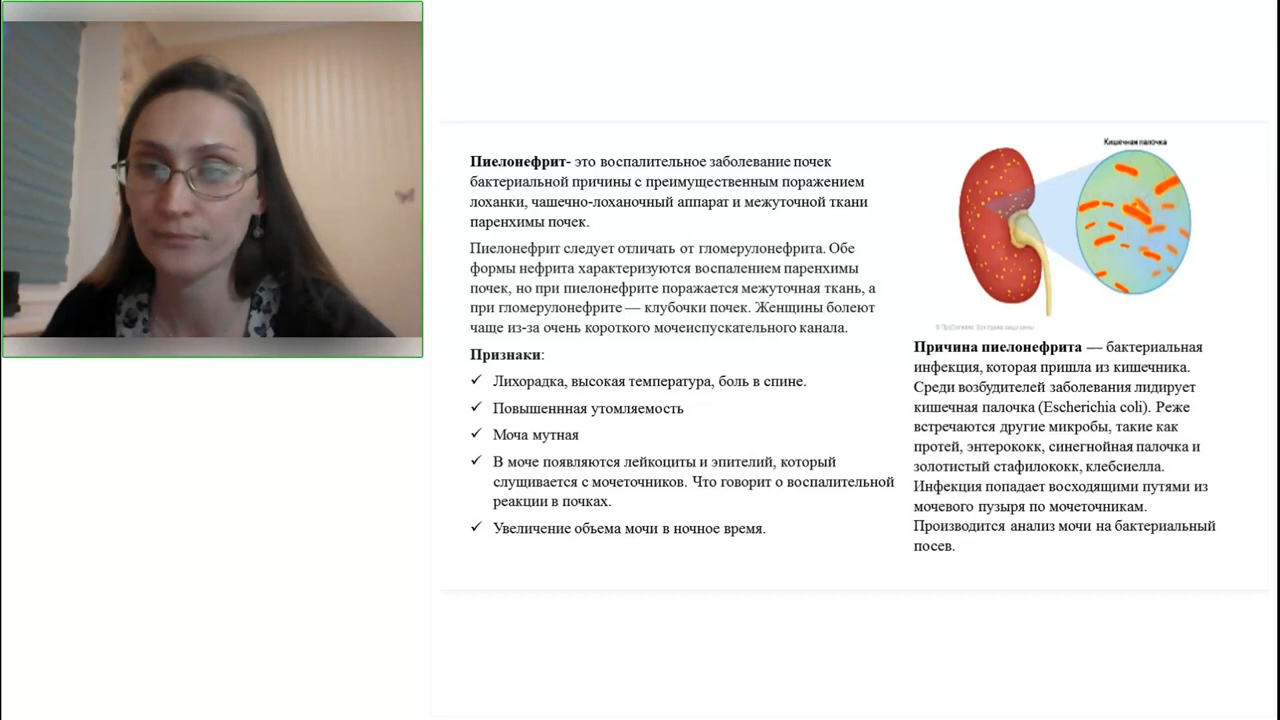 Пиелонефрит- это воспалительное заболевание почек
бактериальной причины с преимущественным поражением
лоханки, чашечно-лоханочный аппарат и межуточной ткани
паренхимы почек.
Пиелонефрит следует отличать от гломерулонефрита. Обе
формы нефрита характеризуются воспалением паренхимы
почек, но при пиелонефрите поражается межуточная ткань, а
при гломерулонефрите — клубочки почек. Женщины болеют
чаще из-за очень короткого мочеиспускательного канала.
Признаки:
✓ Лихорадка, высокая температура, боль в спине.
✓ Повышеннная утомляемость
✓ Моча мутная
✓ В моче появляются лейкоциты и эпителий, который
слущивается с мочеточников. Что говорит о воспалительной
реакции в почках.
✓ Увеличение объема мочи в ночное время.
Кишечная палочка
Причина пиелонефрита — бактериальная
инфекция, которая пришла из кишечника.
Среди возбудителей заболевания лидирует
кишечная палочка (Escherichia coli). Реже
встречаются другие микробы, такие как
протей, энтерококк, синегнойная палочка и
золотистый стафилококк, клебсиелла.
Инфекция попадает восходящими путями из
мочевого пузыря по мочеточникам.
Производится анализ мочи на бактериальный
посев.